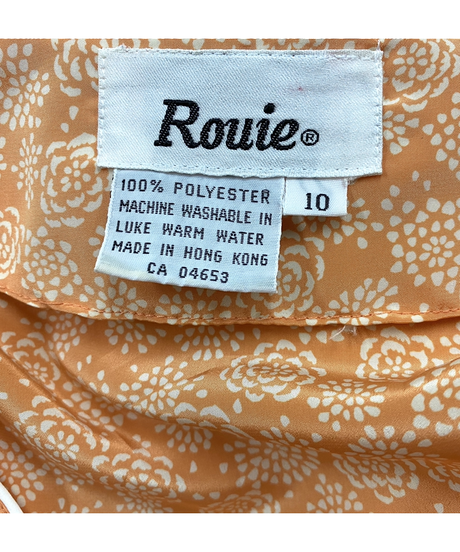 Rouie®
100% POLYESTER
MACHINE WASHABLE IN
LUKE WARM WATER
MADE IN HONG KONG
CA 04653
10